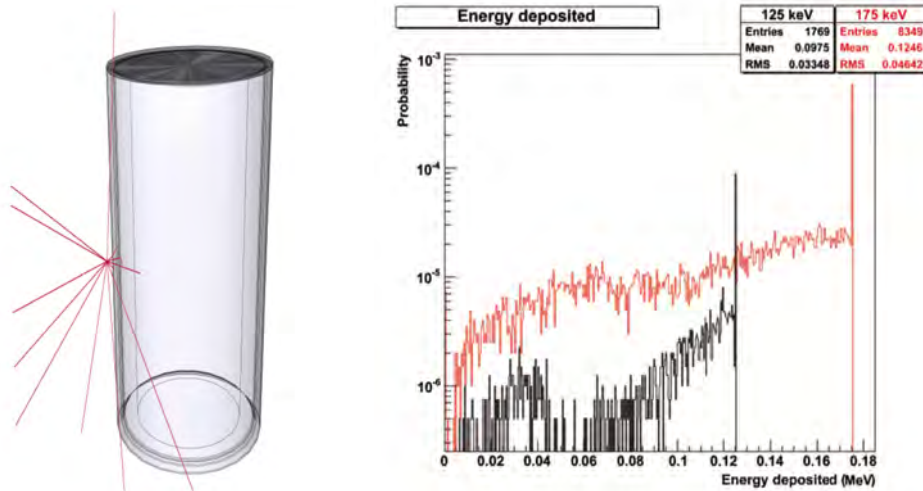 Energy deposited
125 keV
Entries 1769
Mean 0.0975
RMS 0.03348
175 keV
Entries 8349
Mean 0.1246
RMS 0.04642
Probability
10-3
10-4
10-5
10-6
0 0.02 0.04 0.06 0.08 0.1 0.12 0.14 0.16 0.18
Energy deposited (MeV)